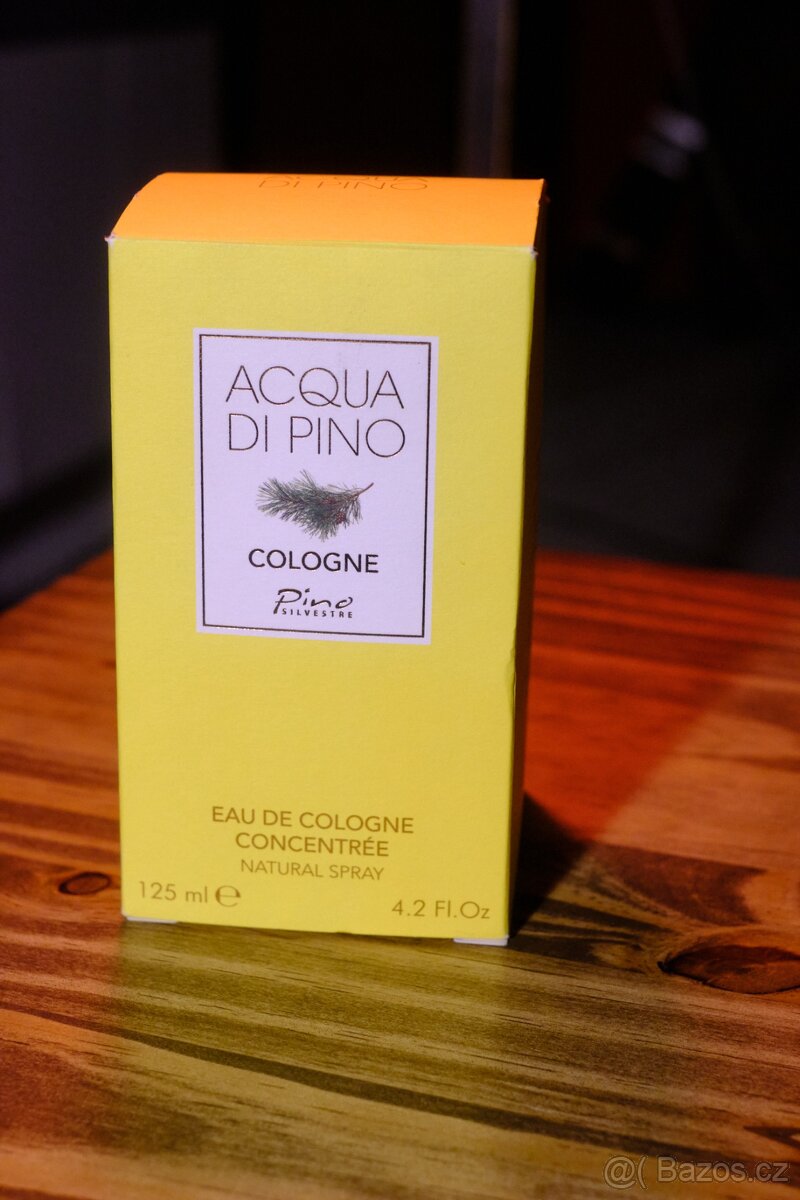 ACQUA
DI PINO
ACQUA
DI PINO
COLOGNE
Pino
SILVESTRE
EAU DE COLOGNE
CONCENTRÉE
NATURAL SPRAY
125 ml ℮
4.2 Fl.Oz
@( Bazos.cz